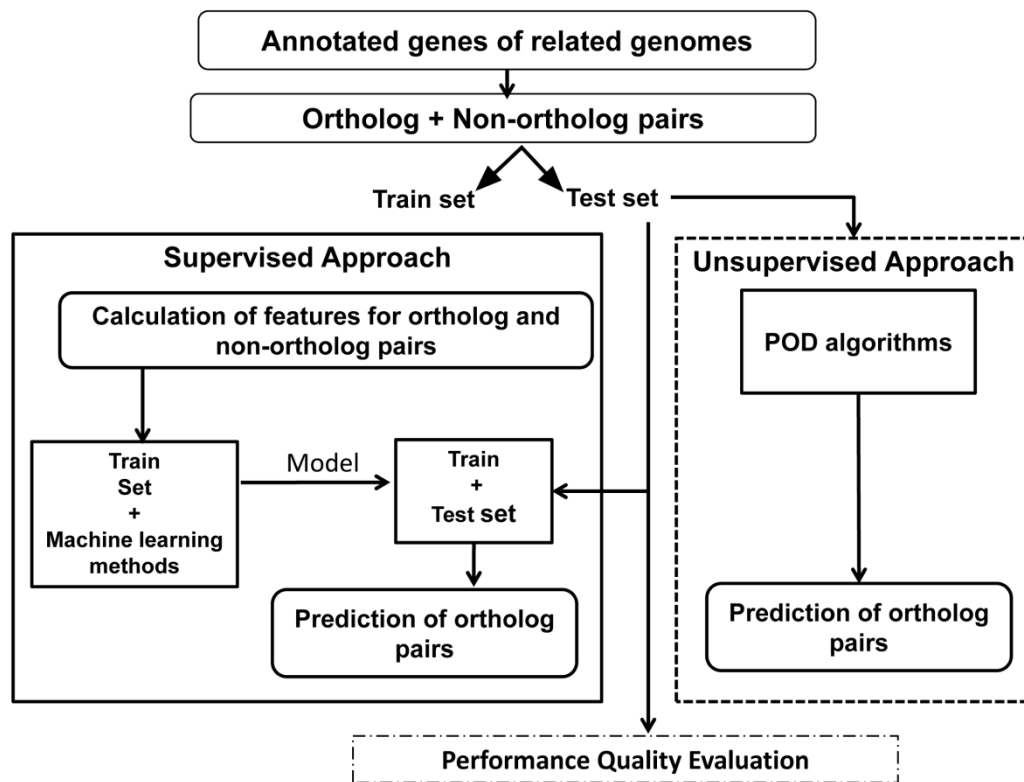 Annotated genes of related genomes
Ortholog + Non-ortholog pairs
Train set
Test set
Supervised Approach
Calculation of features for ortholog and
non-ortholog pairs
Train
Set
+
Machine learning
methods
Model
Train
+
Test set
Prediction of ortholog
pairs
Unsupervised Approach
POD algorithms
Prediction of ortholog
pairs
Performance Quality Evaluation